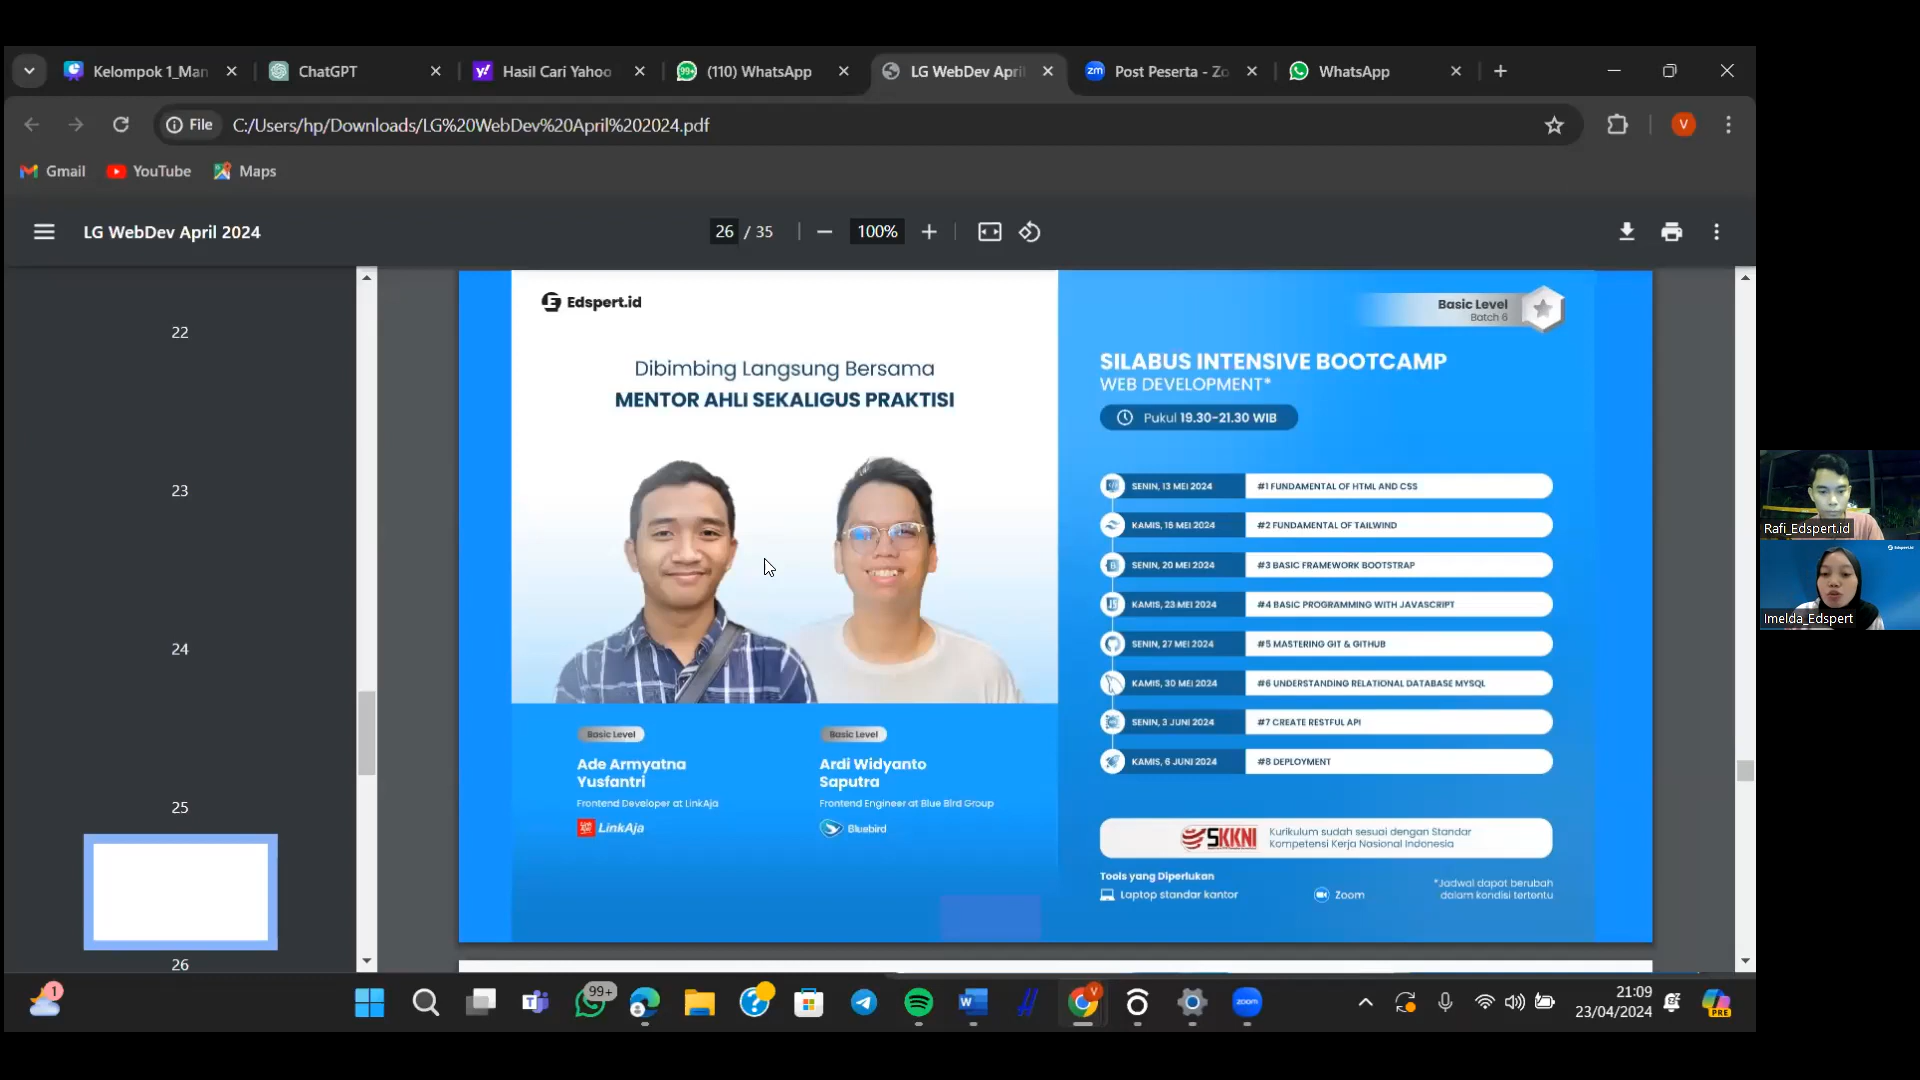 Kelompok 1_Man
ChatGPT
Hasil Cari Yahoo
(110) WhatsApp
LG WebDev April
zm
Post Peserta - Zo
WhatsApp
File
C:/Users/hp/Downloads/LG%20WebDev%20April%202024.pdf
V
Gmail
YouTube
Maps
LG WebDev April 2024
26 / 35
100%
22
23
24
25
26
Edspert.id
Dibimbing Langsung Bersama
MENTOR AHLI SEKALIGUS PRAKTISI
Basic Level
Ade Armyatna
Yusfantri
Frontend Developer at LinkAja
LinkAja
Basic Level
Ardi Widyanto
Saputra
Frontend Engineer at Blue Bird Group
Bluebird
Basic Level
Batch 6
SILABUS INTENSIVE BOOTCAMP
WEB DEVELOPMENT*
Pukul 19.30-21.30 WIB
SENIN, 13 MEI 2024 #1 FUNDAMENTAL OF HTML AND CSS
KAMIS, 16 MEI 2024 #2 FUNDAMENTAL OF TAILWIND
SENIN, 20 MEI 2024 #3 BASIC FRAMEWORK BOOTSTRAP
KAMIS, 23 MEI 2024 #4 BASIC PROGRAMMING WITH JAVASCRIPT
SENIN, 27 MEI 2024 #5 MASTERING GIT & GITHUB
KAMIS, 30 MEI 2024 #6 UNDERSTANDING RELATIONAL DATABASE MYSQL
SENIN, 3 JUNI 2024 #7 CREATE RESTFUL API
KAMIS, 6 JUNI 2024 #8 DEPLOYMENT
SKKNI
Kurikulum sudah sesuai dengan Standar
Kompetensi Kerja Nasional Indonesia
Tools yang Diperlukan
Laptop standar kantor
Zoom
*Jadwal dapat berubah
dalam kondisi tertentu
Rafi_Edspert.id
Imelda_Edspert
1
99+
zoom
21:09
23/04/2024
PRE